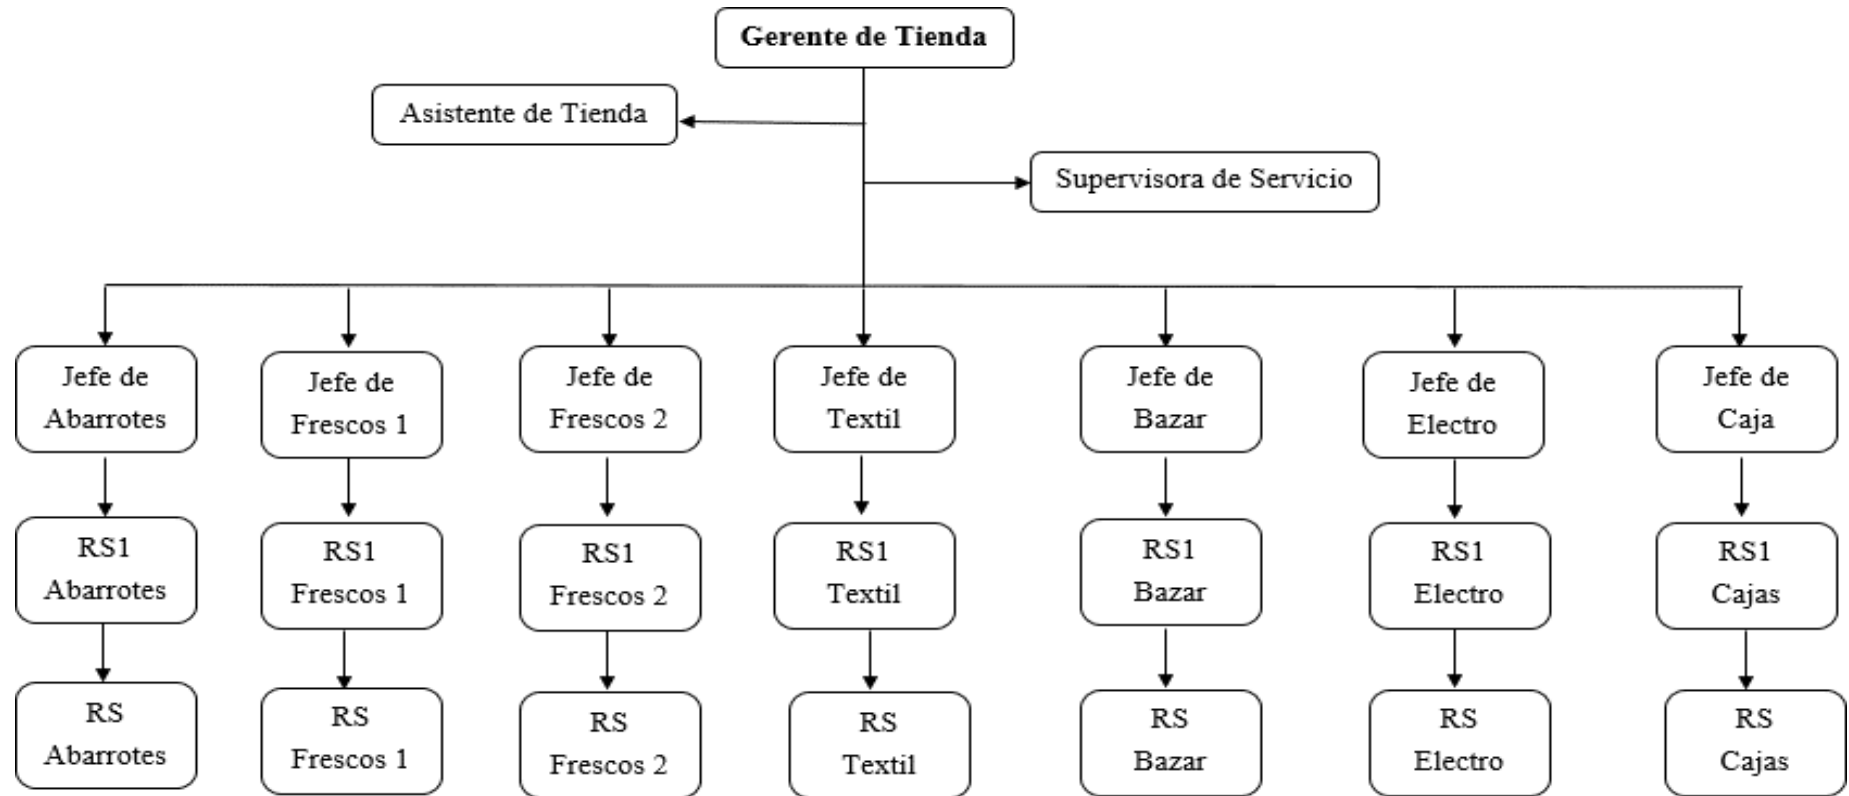 Gerente de Tienda
Asistente de Tienda
Supervisora de Servicio
Jefe de
Abarrotes
Jefe de
Frescos 1
Jefe de
Frescos 2
Jefe de
Textil
Jefe de
Bazar
Jefe de
Electro
Jefe de
Caja
RS1
Abarrotes
RS1
Frescos 1
RS1
Frescos 2
RS1
Textil
RS1
Bazar
RS1
Electro
RS1
Cajas
RS
Abarrotes
RS
Frescos 1
RS
Frescos 2
RS
Textil
RS
Bazar
RS
Electro
RS
Cajas